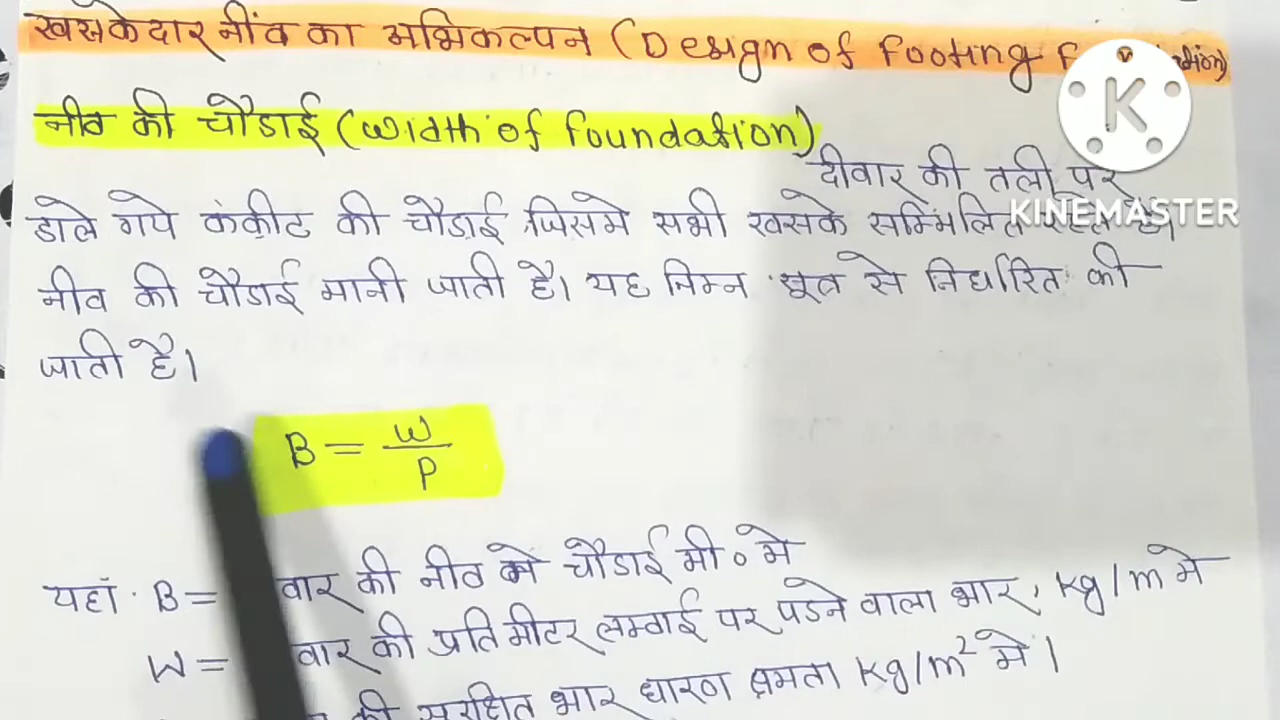 खसकेदार नींव का अभिकल्पन (Design of Footing
नीव की चौडाई (Width of Foundation)
दीवार की तली पर
डाले गये कंक्रीट की चौड़ाई जिसमे सभी खसके सम्मिलित रहते है।
नीव की चौडाई मानी जाती है। यह निम्न सूत्र से निर्धारित की
जाती है।
B = W/P
यहाँ B = वार की नीव की चौडाई मी० मे
W = वार की प्रतिमीटर लम्बाई पर पडने वाला भार, kg/m मे
की सुरक्षित भार धारण क्षमता kg/m² मे।
KINEMASTER